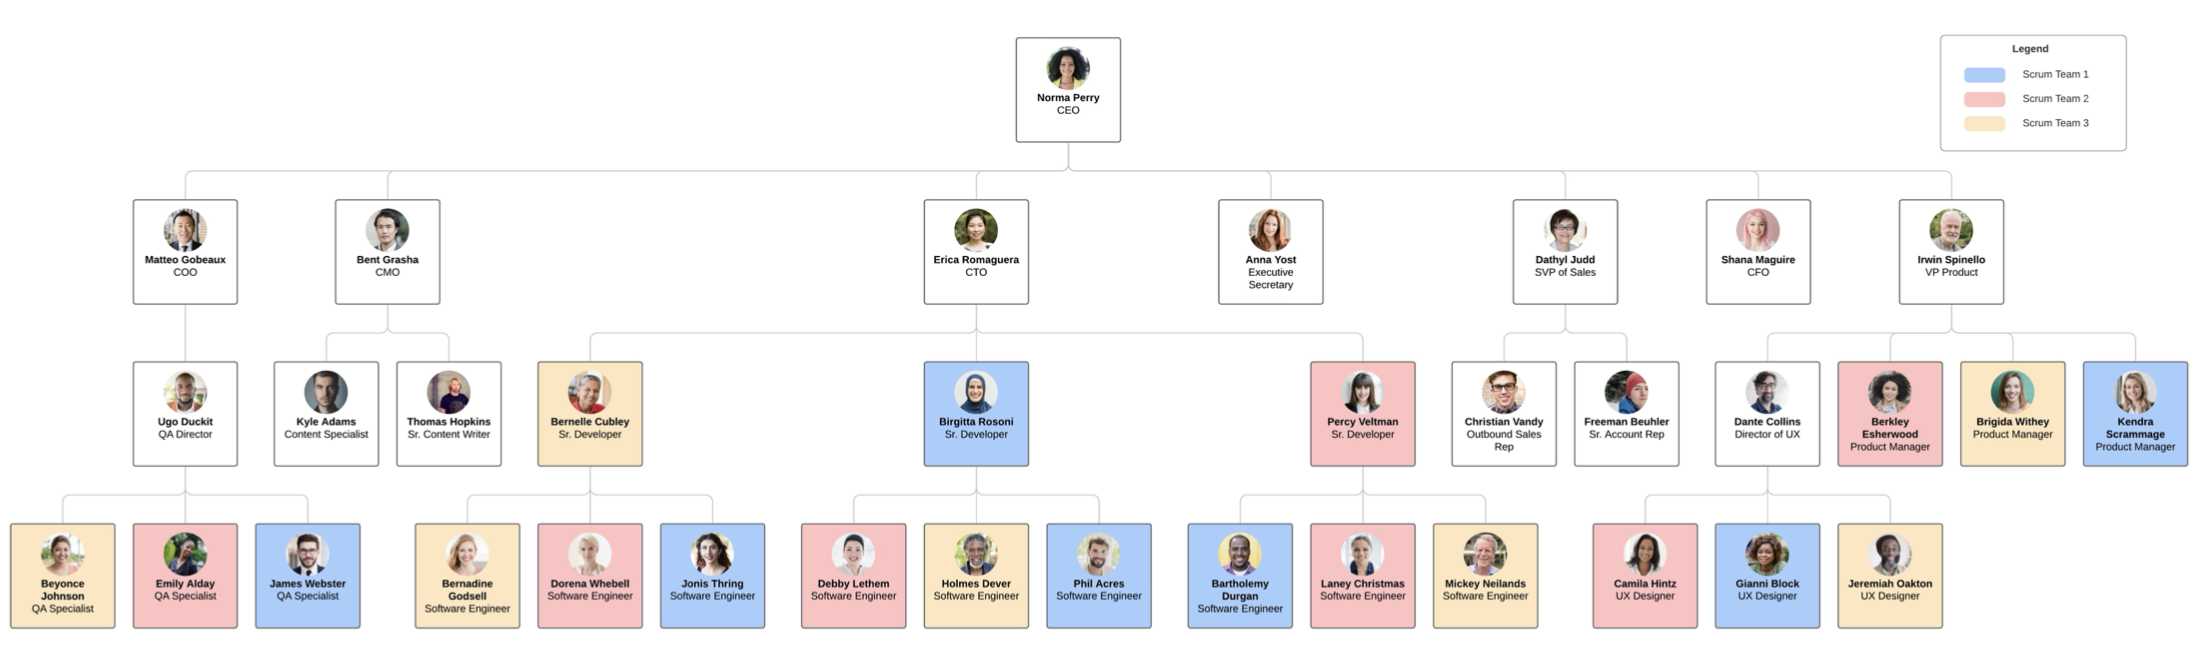 Norma Perry
CEO
Legend
Scrum Team 1
Scrum Team 2
Scrum Team 3
Matteo Gobeaux
COO
Bent Grasha
CMO
Erica Romaguera
CTO
Anna Yost
Executive
Secretary
Dathyl Judd
SVP of Sales
Shana Maguire
CFO
Irwin Spinello
VP Product
Ugo Duckit
QA Director
Kyle Adams
Content Specialist
Thomas Hopkins
Sr. Content Writer
Bernelle Cubley
Sr. Developer
Birgitta Rosoni
Sr. Developer
Percy Veltman
Sr. Developer
Christian Vandy
Outbound Sales
Rep
Freeman Beuhler
Sr. Account Rep
Dante Collins
Director of UX
Berkley
Esherwood
Product Manager
Brigida Withey
Product Manager
Kendra
Scrammage
Product Manager
Beyonce
Johnson
QA Specialist
Emily Alday
QA Specialist
James Webster
QA Specialist
Bernadine
Godsell
Software Engineer
Dorena Whebell
Software Engineer
Jonis Thring
Software Engineer
Debby Lethem
Software Engineer
Holmes Dever
Software Engineer
Phil Acres
Software Engineer
Bartholemy
Durgan
Software Engineer
Laney Christmas
Software Engineer
Mickey Neilands
Software Engineer
Camila Hintz
UX Designer
Gianni Block
UX Designer
Jeremiah Oakton
UX Designer